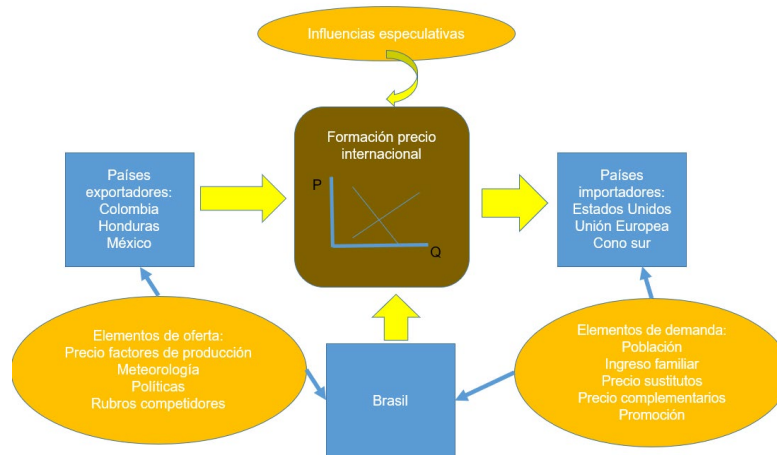 Influencias especulativas
Formación precio
internacional
P
Q
Países
exportadores:
Colombia
Honduras
México
Países
importadores:
Estados Unidos
Unión Europea
Cono sur
Elementos de oferta:
Precio factores de producción
Meteorología
Políticas
Rubros competidores
Brasil
Elementos de demanda:
Población
Ingreso familiar
Precio sustitutos
Precio complementarios
Promoción